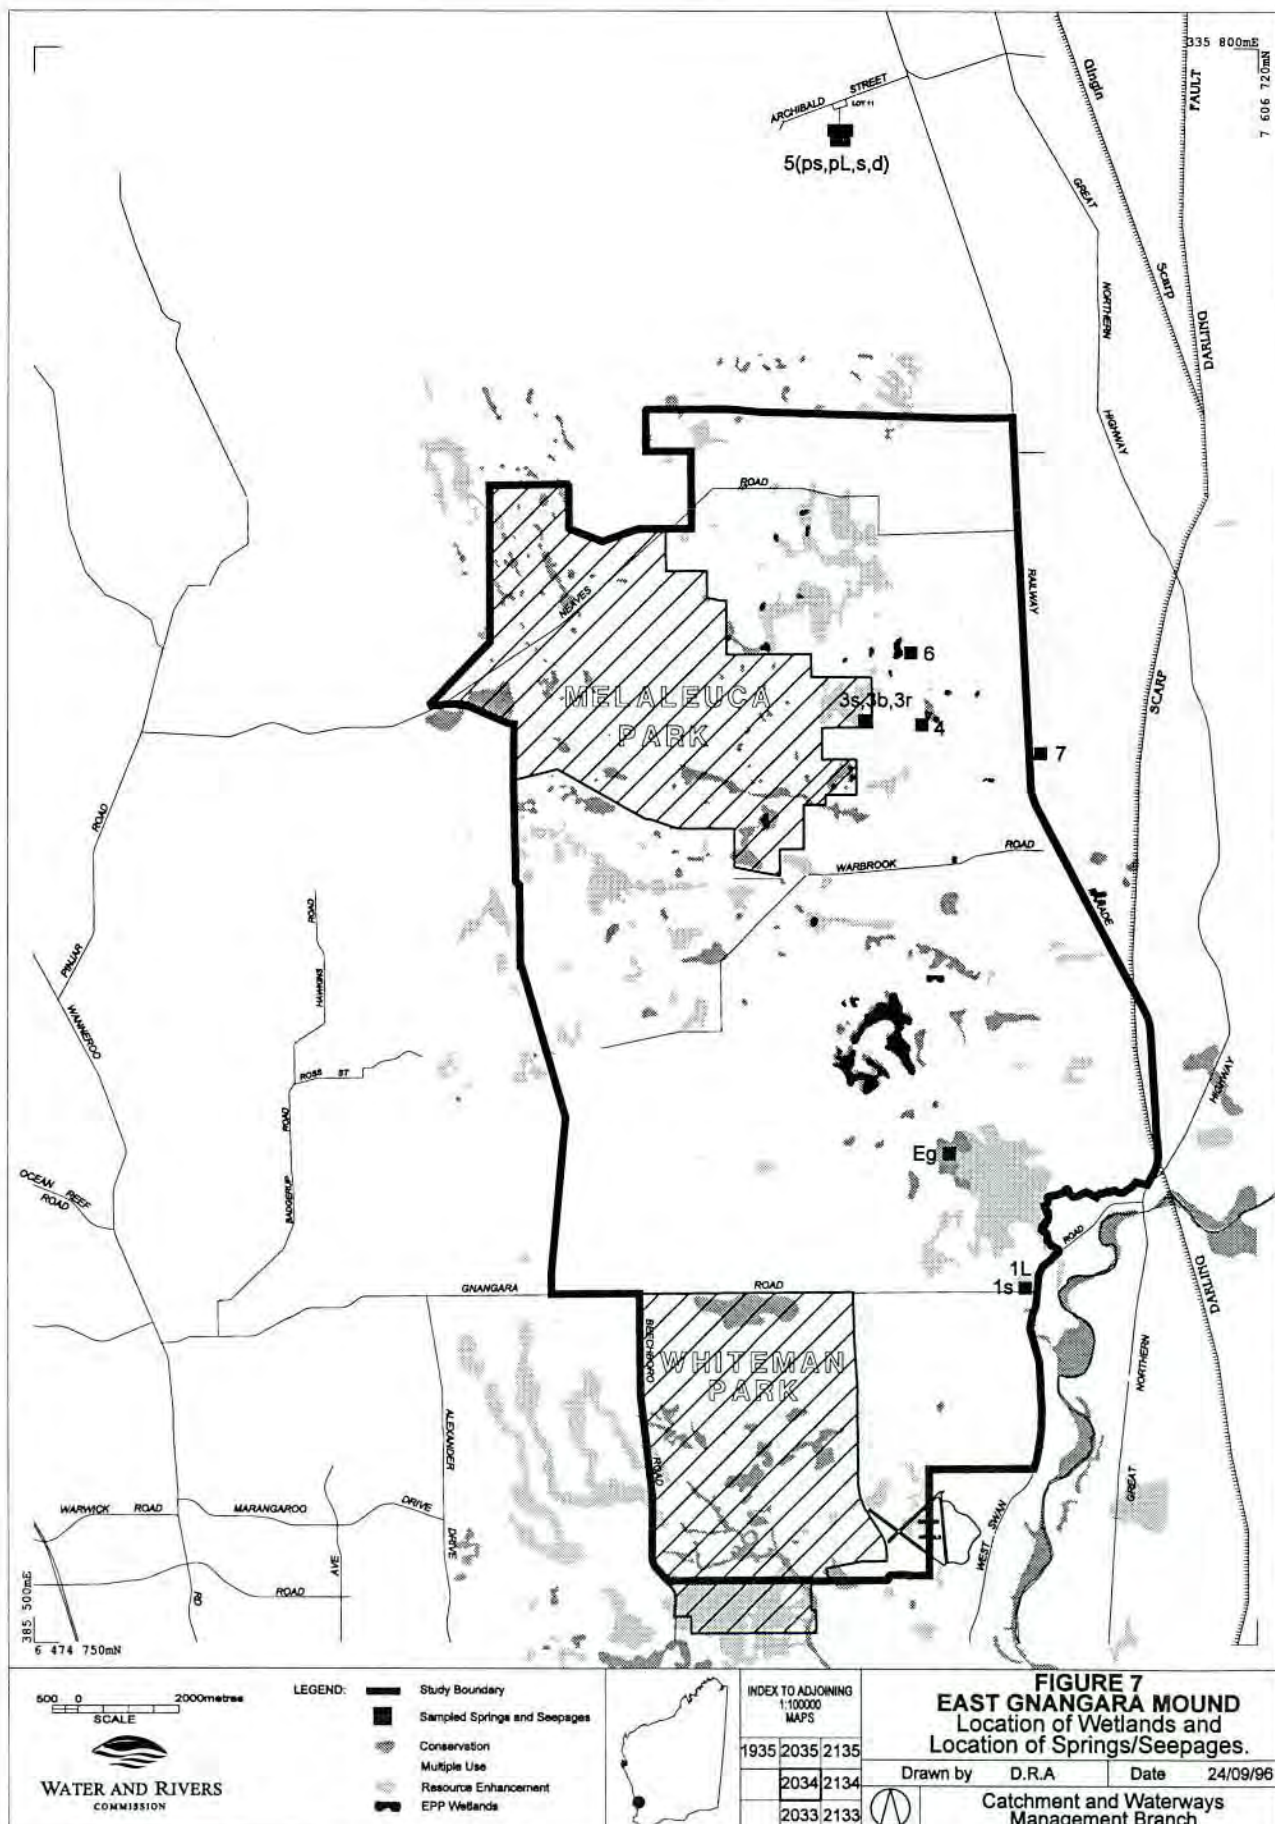 335 800mE
7 606 720mN
Gingin
Scarp
FAULT
DARLING
ARCHIBALD STREET
LOT 11
5(ps,pL,s,d)
GREAT
NORTHERN
HIGHWAY
ROAD
NEAVES
RAILWAY
PARADE
SCARP
MELALEUCA
PARK
6
3s,3b,3r
4
7
WARBROOK ROAD
ROAD
PINJAR
WANNEROO
ROAD
HAWKINS
ROSS ST
ROAD
BADGERUP
OCEAN REEF
ROAD
HIGHWAY
Eg
ROAD
DARLING
1L
1s
GNANGARA ROAD
BEECHBORO
ROAD
WHITEMAN
PARK
NORTHERN
GREAT
WEST SWAN
ALEXANDER
DRIVE
WARWICK ROAD
MARANGAROO DRIVE
AVE
ROAD
RD
385 500mE
6 474 750mN
500 0 2000metres
SCALE
WATER AND RIVERS
COMMISSION
LEGEND:
Study Boundary
Sampled Springs and Seepages
Conservation
Multiple Use
Resource Enhancement
EPP Wetlands
INDEX TO ADJOINING
1:100000
MAPS
1935 2035 2135
2034 2134
2033 2133
FIGURE 7
EAST GNANGARA MOUND
Location of Wetlands and
Location of Springs/Seepages.
Drawn by D.R.A Date 24/09/96
Catchment and Waterways
Management Branch